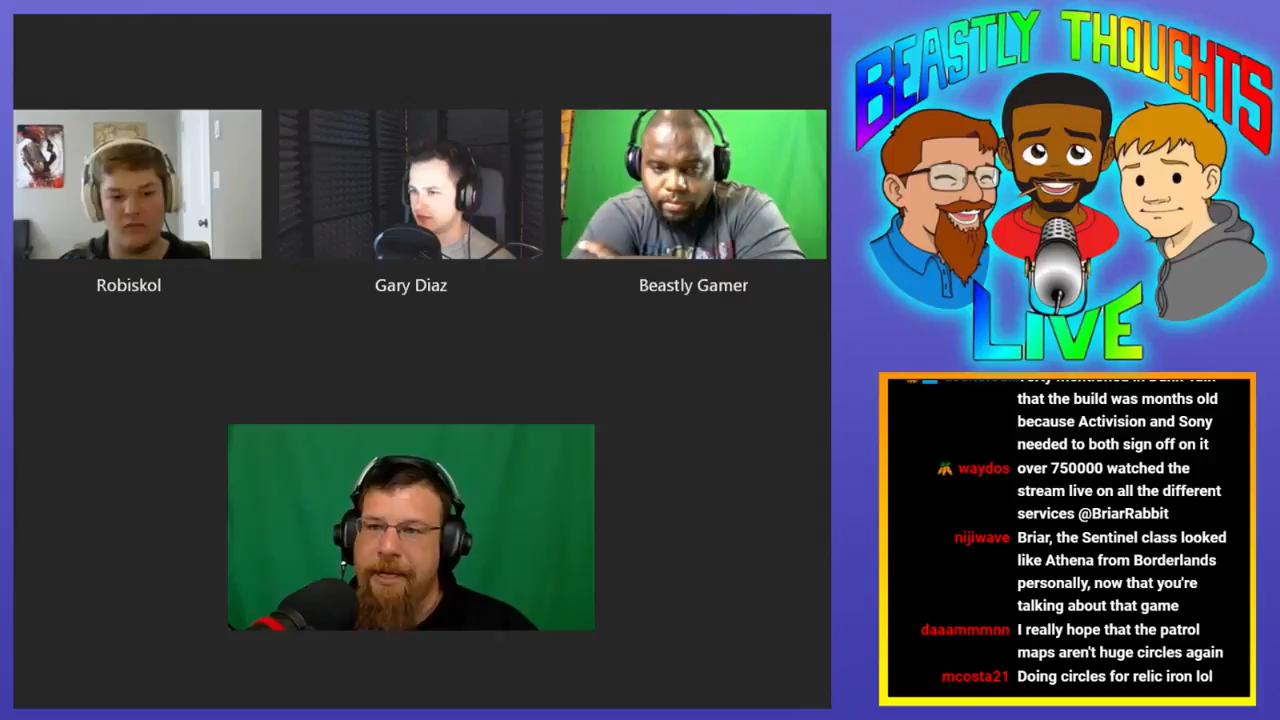 BEASTLY THOUGHTS
LIVE
Robiskol
Gary Diaz
Beastly Gamer
that the build was months old
because Activision and Sony
needed to both sign off on it
waydos over 750000 watched the
stream live on all the different
services @BriarRabbit
nijiwave Briar, the Sentinel class looked
like Athena from Borderlands
personally, now that you're
talking about that game
daaammmnn I really hope that the patrol
maps aren't huge circles again
mcosta21 Doing circles for relic iron lol